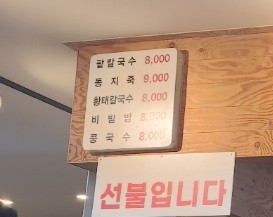 팥칼국수 8,000
동지죽 9,000
황태칼국수 8,000
비빔밥 8,000
콩국수 8,000
선불입니다